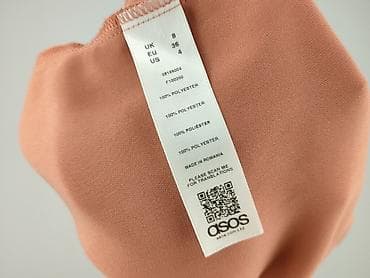 UK 8
EU 36
US 4
100% POLYESTER
100% POLYESTER
100% POLIÉSTER
100% POLYESTER
MADE IN ROMANIA
PLEASE SCAN ME
FOR TRANSLATIONS
asos